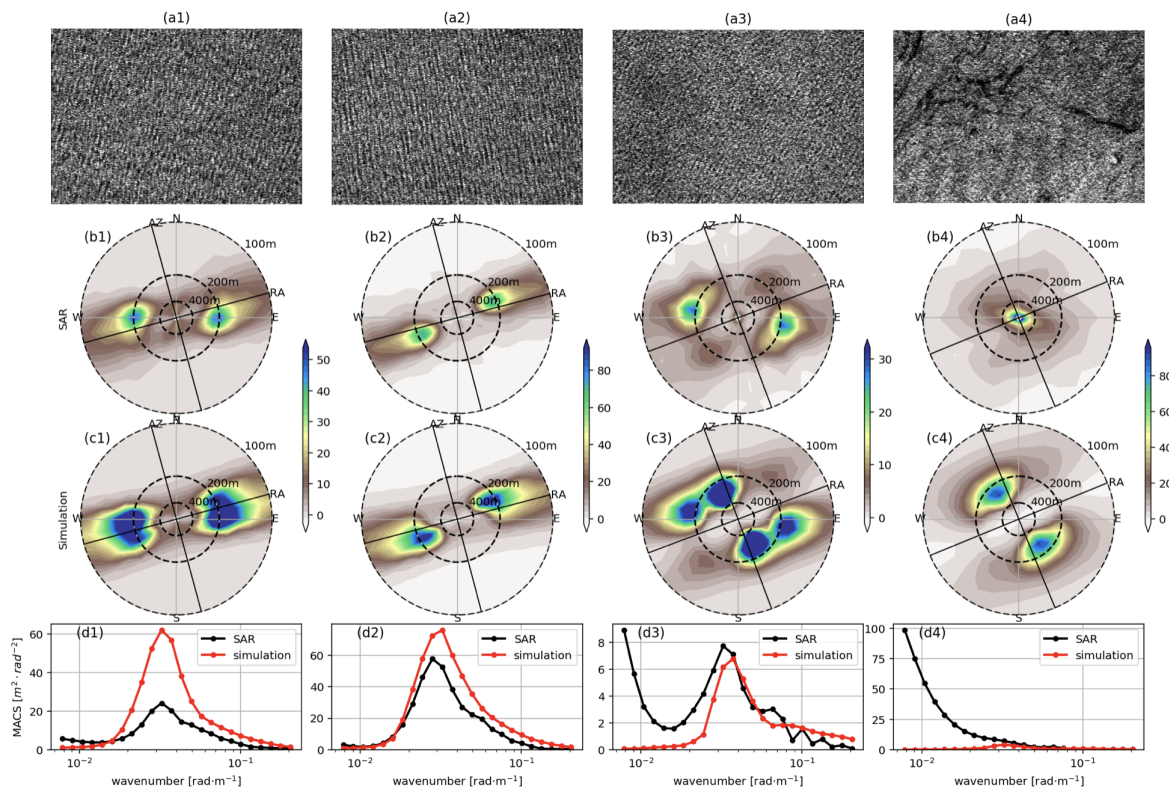 (a1) (a2) (a3) (a4)
(b1) AZ N 100m 200m 400m RA W E SAR
(b2) AZ N 100m 200m 400m RA W E
(b3) AZ N 100m 200m 400m RA W E
(b4) AZ N 100m 200m 400m RA W E
50 40 30 20 10 0
80 60 40 20 0
30 20 10 0
80 60 40 20 0
(c1) AZ N 100m 200m 400m RA W E S Simulation
(c2) AZ N 100m 200m 400m RA W E S
(c3) AZ N 100m 200m 400m RA W E S
(c4) AZ N 100m 200m 400m RA W E S
MACS [m² · rad⁻²]
(d1) SAR
simulation
60 40 20 0
10⁻² 10⁻¹
wavenumber [rad·m⁻¹]
(d2) SAR
simulation
60 40 20 0
10⁻² 10⁻¹
wavenumber [rad·m⁻¹]
(d3) SAR
simulation
8 6 4 2 0
10⁻² 10⁻¹
wavenumber [rad·m⁻¹]
(d4) SAR
simulation
100 75 50 25 0
10⁻² 10⁻¹
wavenumber [rad·m⁻¹]